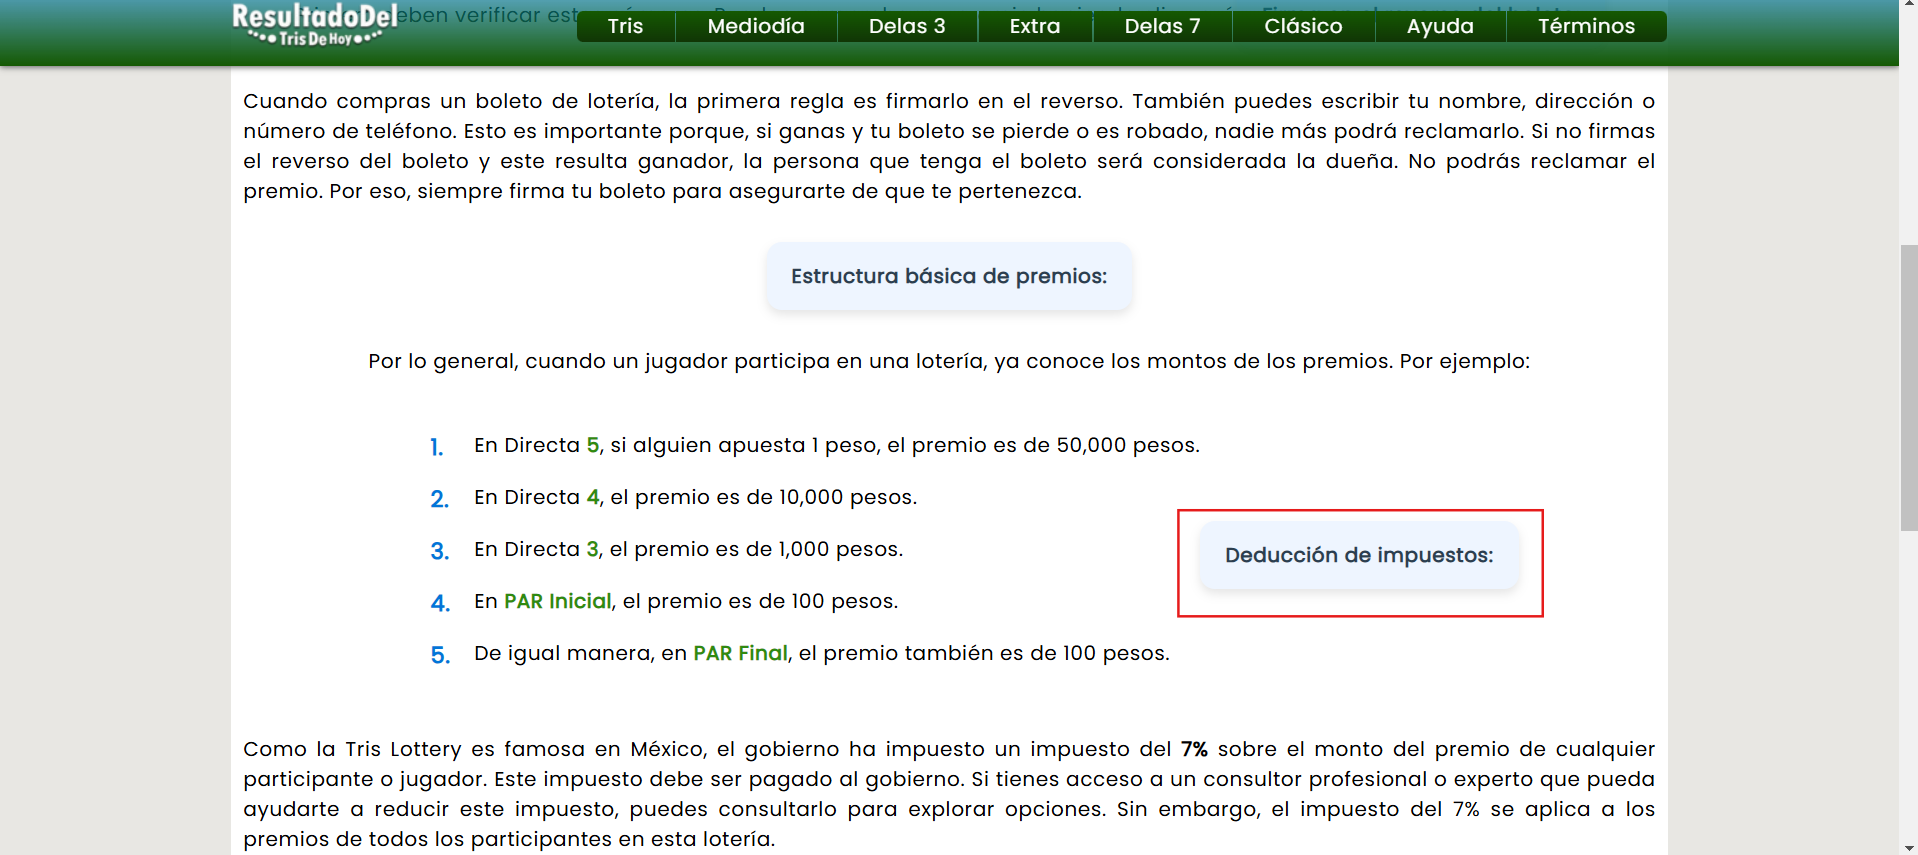 ResultadoDel
Tris De Hoy
Tris
Mediodía
Delas 3
Extra
Delas 7
Clásico
Ayuda
Términos
eben verificar
Cuando compras un boleto de lotería, la primera regla es firmarlo en el reverso. También puedes escribir tu nombre, dirección o
número de teléfono. Esto es importante porque, si ganas y tu boleto se pierde o es robado, nadie más podrá reclamarlo. Si no firmas
el reverso del boleto y este resulta ganador, la persona que tenga el boleto será considerada la dueña. No podrás reclamar el
premio. Por eso, siempre firma tu boleto para asegurarte de que te pertenezca.
Estructura básica de premios:
Por lo general, cuando un jugador participa en una lotería, ya conoce los montos de los premios. Por ejemplo:
1. En Directa 5, si alguien apuesta 1 peso, el premio es de 50,000 pesos.
2. En Directa 4, el premio es de 10,000 pesos.
3. En Directa 3, el premio es de 1,000 pesos.
4. En PAR Inicial, el premio es de 100 pesos.
5. De igual manera, en PAR Final, el premio también es de 100 pesos.
Deducción de impuestos:
Como la Tris Lottery es famosa en México, el gobierno ha impuesto un impuesto del 7% sobre el monto del premio de cualquier
participante o jugador. Este impuesto debe ser pagado al gobierno. Si tienes acceso a un consultor profesional o experto que pueda
ayudarte a reducir este impuesto, puedes consultarlo para explorar opciones. Sin embargo, el impuesto del 7% se aplica a los
premios de todos los participantes en esta lotería.